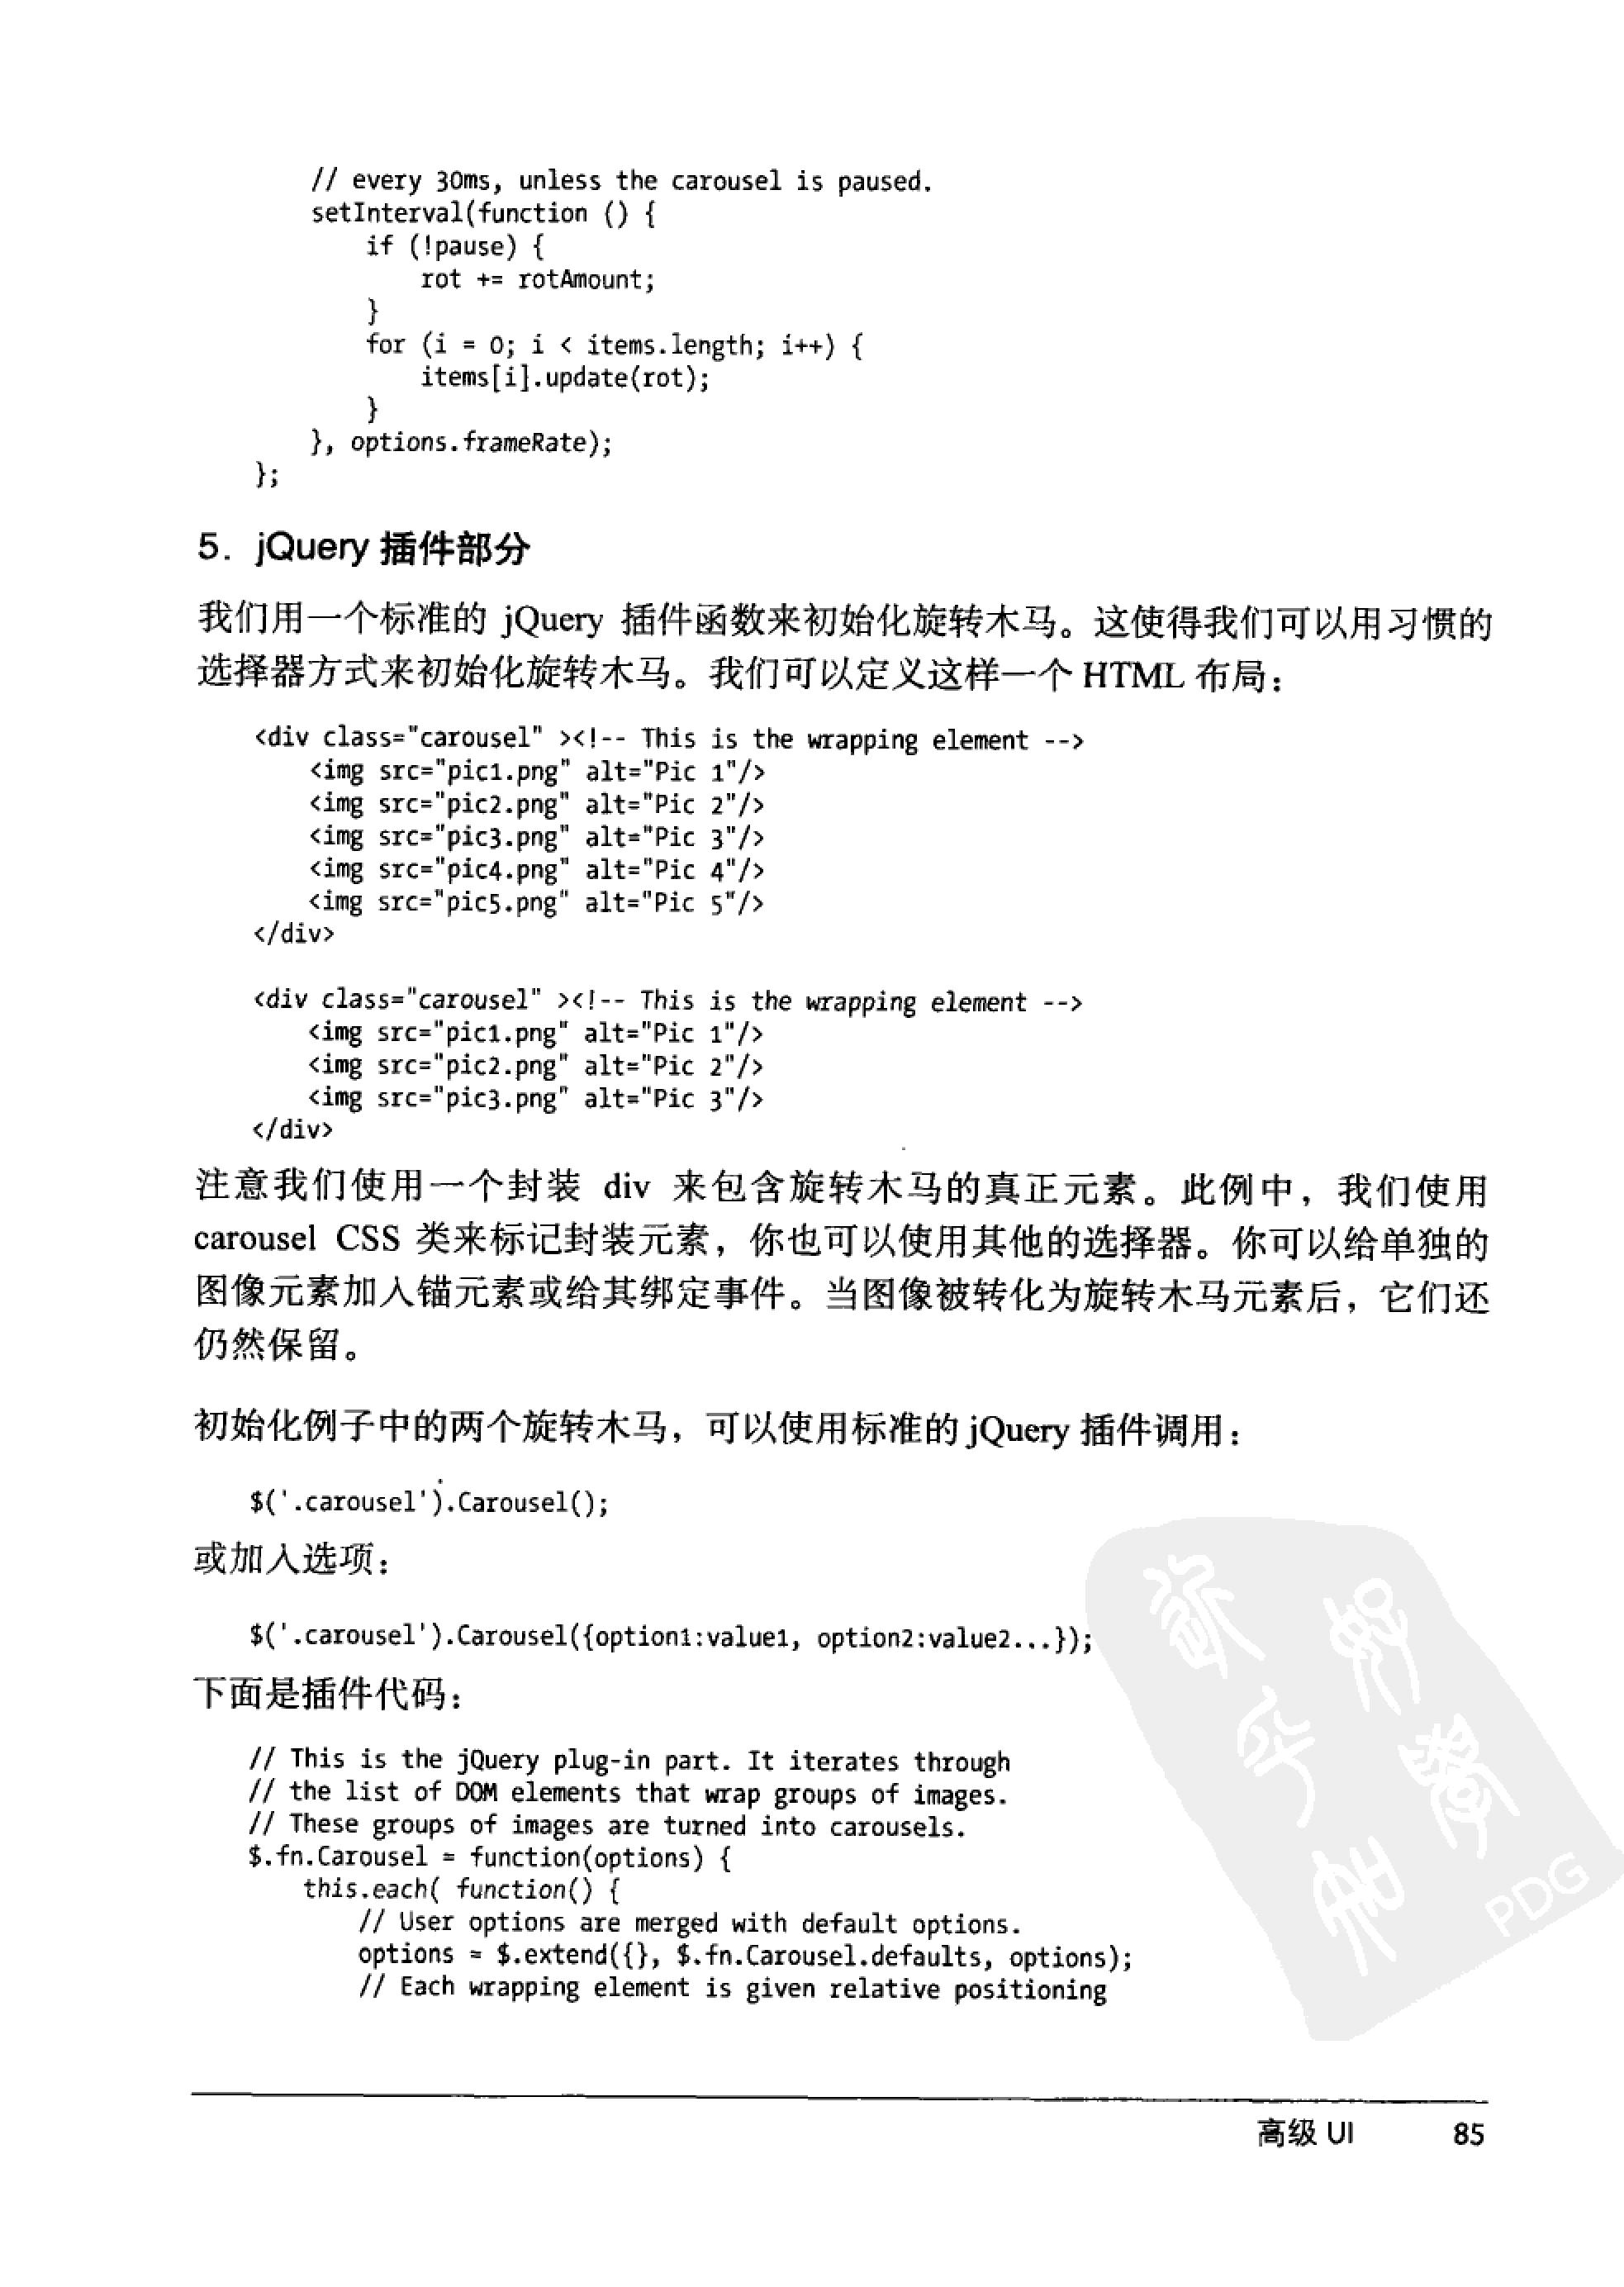 // every 30ms, unless the carousel is paused.
setInterval(function () {
if (!pause) {
rot += rotAmount;
}
for (i = 0; i < items.length; i++) {
items[i].update(rot);
}
}, options.frameRate);
};
5. jQuery 插件部分
我们用一个标准的 jQuery 插件函数来初始化旋转木马。这使得我们可以用习惯的
选择器方式来初始化旋转木马。我们可以定义这样一个 HTML 布局：
<div class="carousel" ><!-- This is the wrapping element -->
<img src="pic1.png" alt="Pic 1"/>
<img src="pic2.png" alt="Pic 2"/>
<img src="pic3.png" alt="Pic 3"/>
<img src="pic4.png" alt="Pic 4"/>
<img src="pic5.png" alt="Pic 5"/>
</div>
<div class="carousel" ><!-- This is the wrapping element -->
<img src="pic1.png" alt="Pic 1"/>
<img src="pic2.png" alt="Pic 2"/>
<img src="pic3.png" alt="Pic 3"/>
</div>
注意我们使用一个封装 div 来包含旋转木马的真正元素。此例中，我们使用
carousel CSS 类来标记封装元素，你也可以使用其他的选择器。你可以给单独的
图像元素加入锚元素或给其绑定事件。当图像被转化为旋转木马元素后，它们还
仍然保留。
初始化例子中的两个旋转木马，可以使用标准的 jQuery 插件调用：
$('.carousel').Carousel();
或加入选项：
$('.carousel').Carousel({option1:value1, option2:value2...});
下面是插件代码：
// This is the jQuery plug-in part. It iterates through
// the list of DOM elements that wrap groups of images.
// These groups of images are turned into carousels.
$.fn.Carousel = function(options) {
this.each( function() {
// User options are merged with default options.
options = $.extend({}, $.fn.Carousel.defaults, options);
// Each wrapping element is given relative positioning
PDG
高级 UI 85